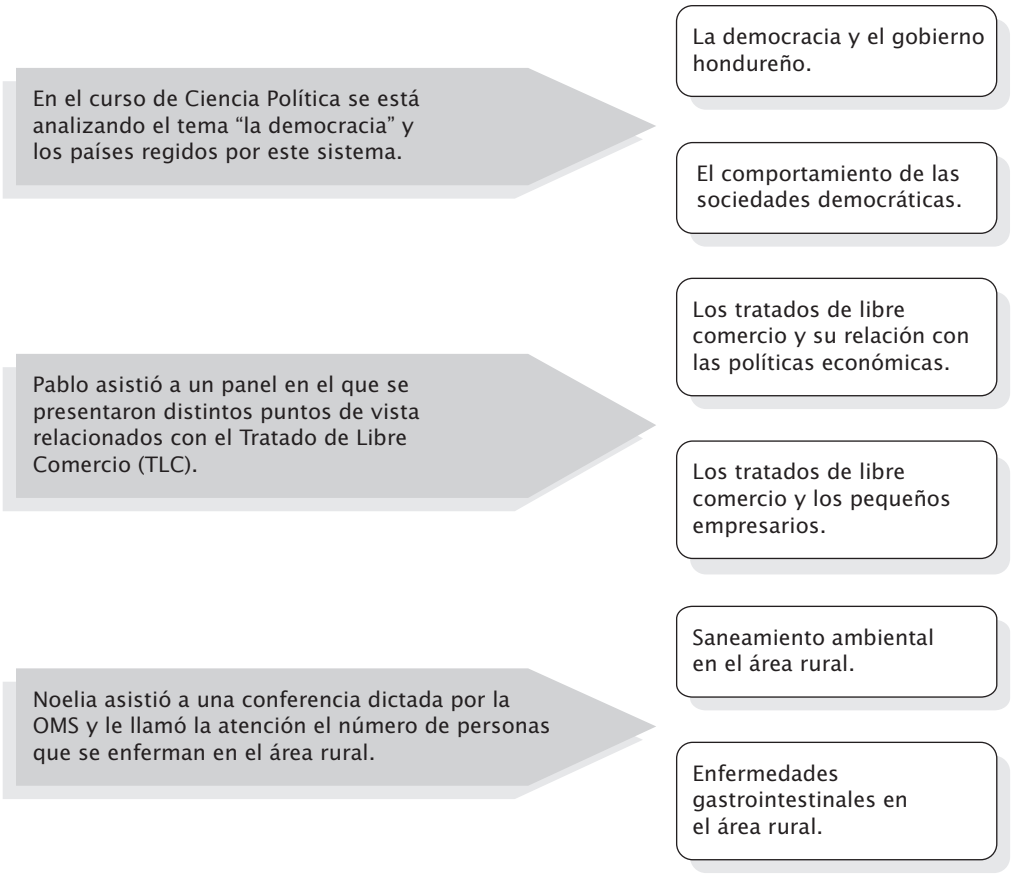 La democracia y el gobierno
hondureño.
En el curso de Ciencia Política se está
analizando el tema “la democracia” y
los países regidos por este sistema.
El comportamiento de las
sociedades democráticas.
Los tratados de libre
comercio y su relación con
las políticas económicas.
Pablo asistió a un panel en el que se
presentaron distintos puntos de vista
relacionados con el Tratado de Libre
Comercio (TLC).
Los tratados de libre
comercio y los pequeños
empresarios.
Saneamiento ambiental
en el área rural.
Noelia asistió a una conferencia dictada por la
OMS y le llamó la atención el número de personas
que se enferman en el área rural.
Enfermedades
gastrointestinales en
el área rural.